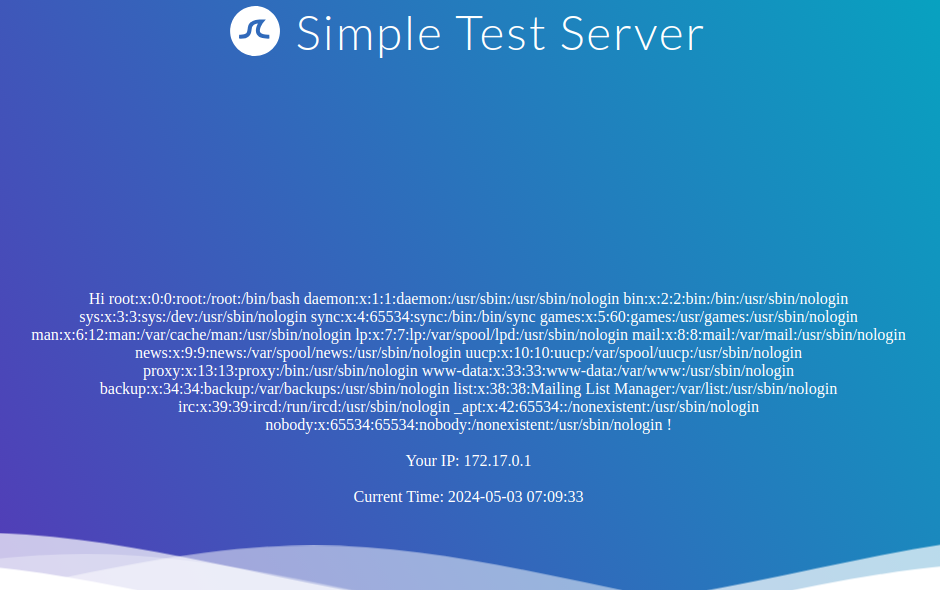 Simple Test Server
Hi root:x:0:0:root:/root:/bin/bash daemon:x:1:1:daemon:/usr/sbin:/usr/sbin/nologin bin:x:2:2:bin:/bin:/usr/sbin/nologin
sys:x:3:3:sys:/dev:/usr/sbin/nologin sync:x:4:65534:sync:/bin:/bin/sync games:x:5:60:games:/usr/games:/usr/sbin/nologin
man:x:6:12:man:/var/cache/man:/usr/sbin/nologin lp:x:7:7:lp:/var/spool/lpd:/usr/sbin/nologin mail:x:8:8:mail:/var/mail:/usr/sbin/nologin
news:x:9:9:news:/var/spool/news:/usr/sbin/nologin uucp:x:10:10:uucp:/var/spool/uucp:/usr/sbin/nologin
proxy:x:13:13:proxy:/bin:/usr/sbin/nologin www-data:x:33:33:www-data:/var/www:/usr/sbin/nologin
backup:x:34:34:backup:/var/backups:/usr/sbin/nologin list:x:38:38:Mailing List Manager:/var/list:/usr/sbin/nologin
irc:x:39:39:ircd:/run/ircd:/usr/sbin/nologin _apt:x:42:65534::/nonexistent:/usr/sbin/nologin
nobody:x:65534:65534:nobody:/nonexistent:/usr/sbin/nologin !
Your IP: 172.17.0.1
Current Time: 2024-05-03 07:09:33